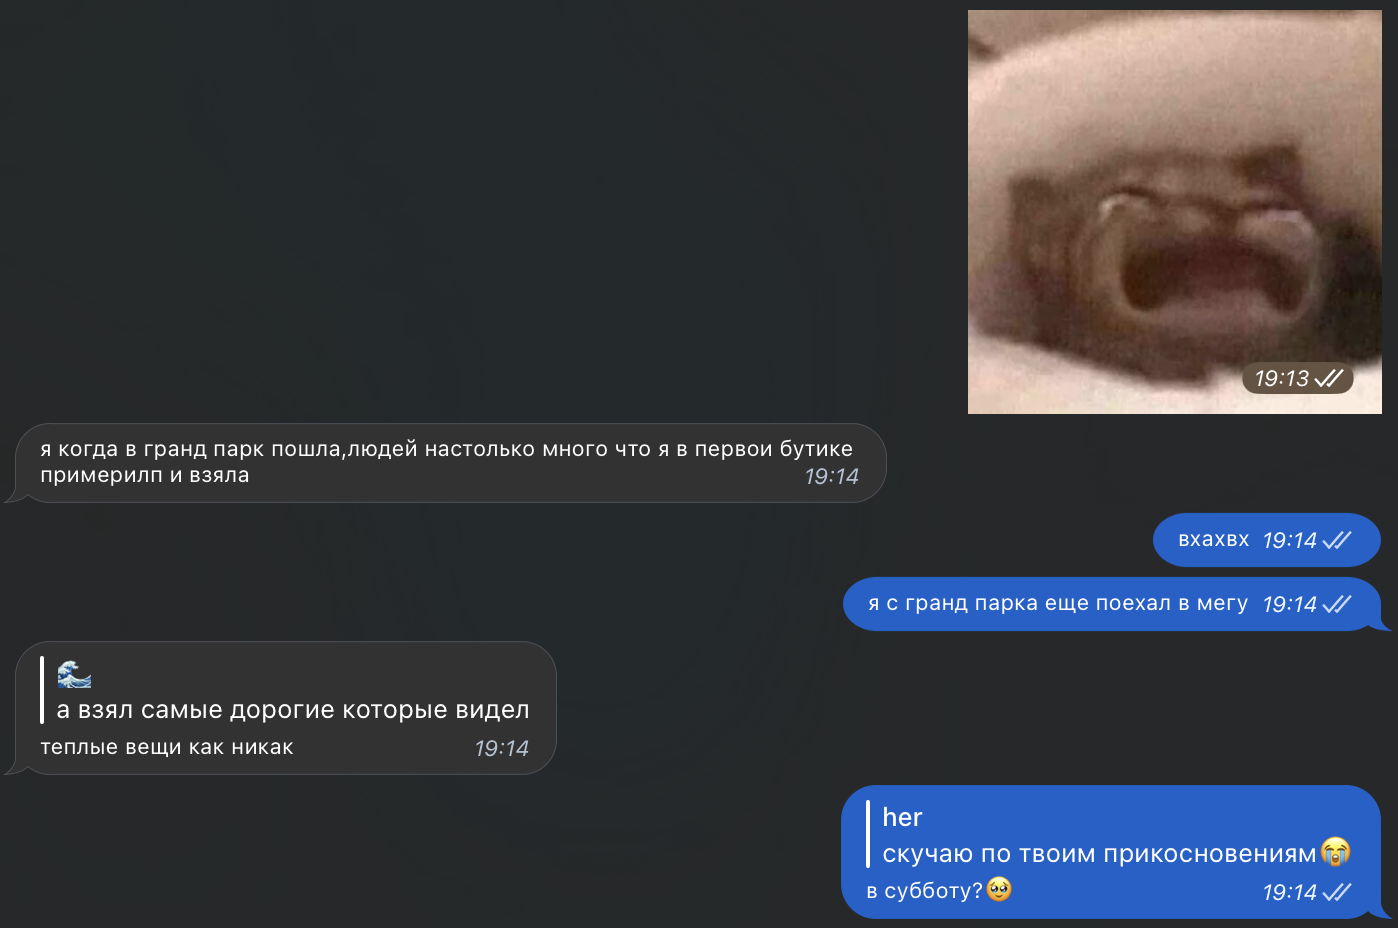 19:13
я когда в гранд парк пошла,людей настолько много что я в первои бутике
примерилп и взяла 19:14
вхахвх 19:14
я с гранд парка еще поехал в мегу 19:14
🌊
а взял самые дорогие которые видел
теплые вещи как никак 19:14
her
скучаю по твоим прикосновениям😭
в субботу?🥹 19:14